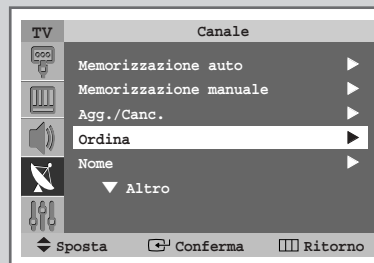 TV Canale
Memorizzazione auto
Memorizzazione manuale
Agg./Canc.
Ordina
Nome
Altro
Sposta Conferma Ritorno